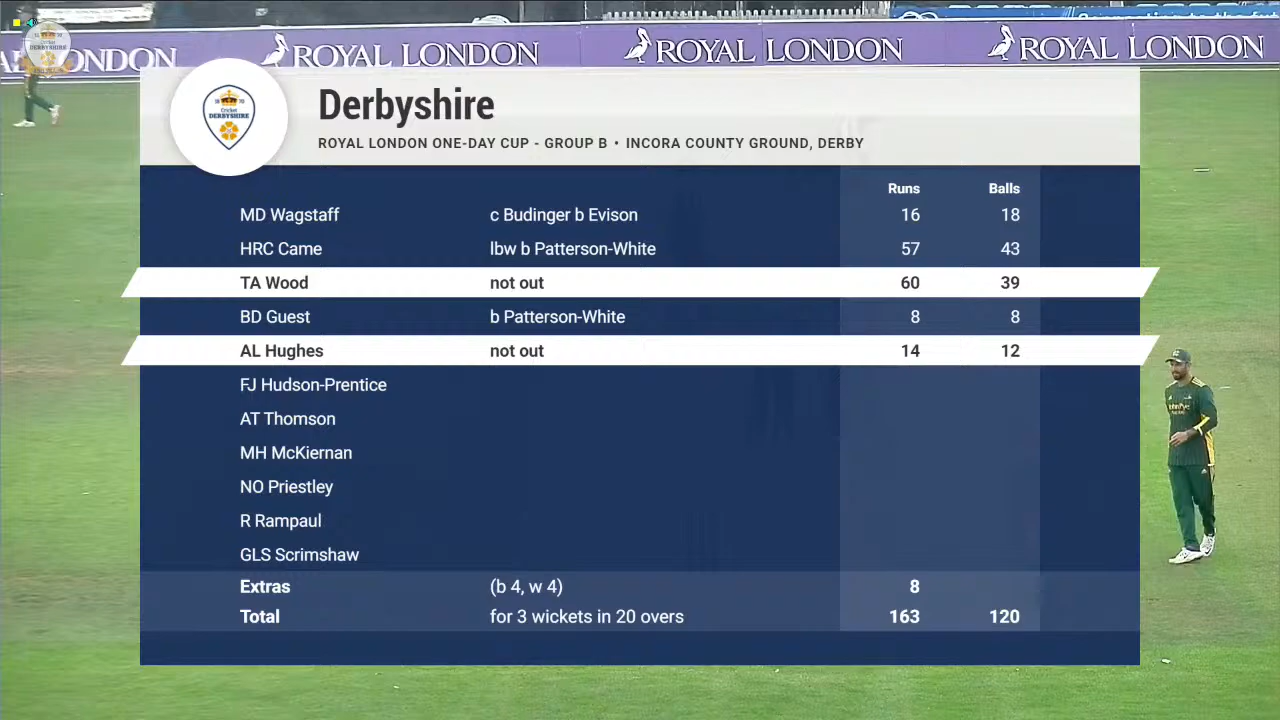 ROYAL LONDON
ROYAL LONDON
ROYAL LONDON
ONDON
Cricket
DERBYSHIRE
Derbyshire
ROYAL LONDON ONE-DAY CUP - GROUP B • INCORA COUNTY GROUND, DERBY
Runs Balls
MD Wagstaff c Budinger b Evison 16 18
HRC Came lbw b Patterson-White 57 43
TA Wood not out 60 39
BD Guest b Patterson-White 8 8
AL Hughes not out 14 12
FJ Hudson-Prentice
AT Thomson
MH McKiernan
NO Priestley
R Rampaul
GLS Scrimshaw
Extras (b 4, w 4) 8
Total for 3 wickets in 20 overs 163 120